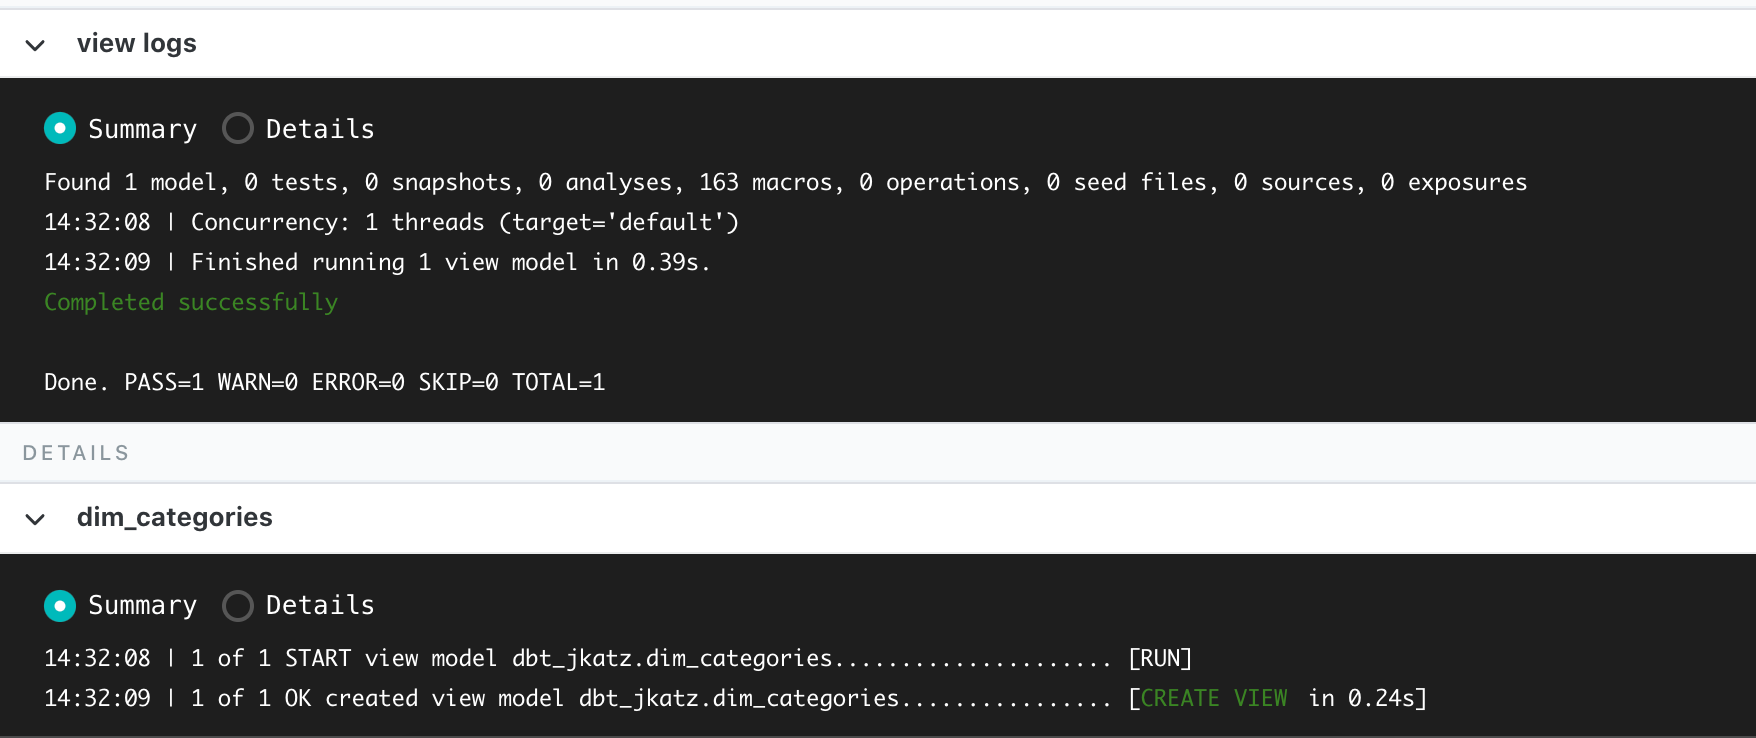 view logs
Summary Details
Found 1 model, 0 tests, 0 snapshots, 0 analyses, 163 macros, 0 operations, 0 seed files, 0 sources, 0 exposures
14:32:08 | Concurrency: 1 threads (target='default')
14:32:09 | Finished running 1 view model in 0.39s.
Completed successfully
Done. PASS=1 WARN=0 ERROR=0 SKIP=0 TOTAL=1
DETAILS
dim_categories
Summary Details
14:32:08 | 1 of 1 START view model dbt_jkatz.dim_categories..................... [RUN]
14:32:09 | 1 of 1 OK created view model dbt_jkatz.dim_categories................ [CREATE VIEW in 0.24s]